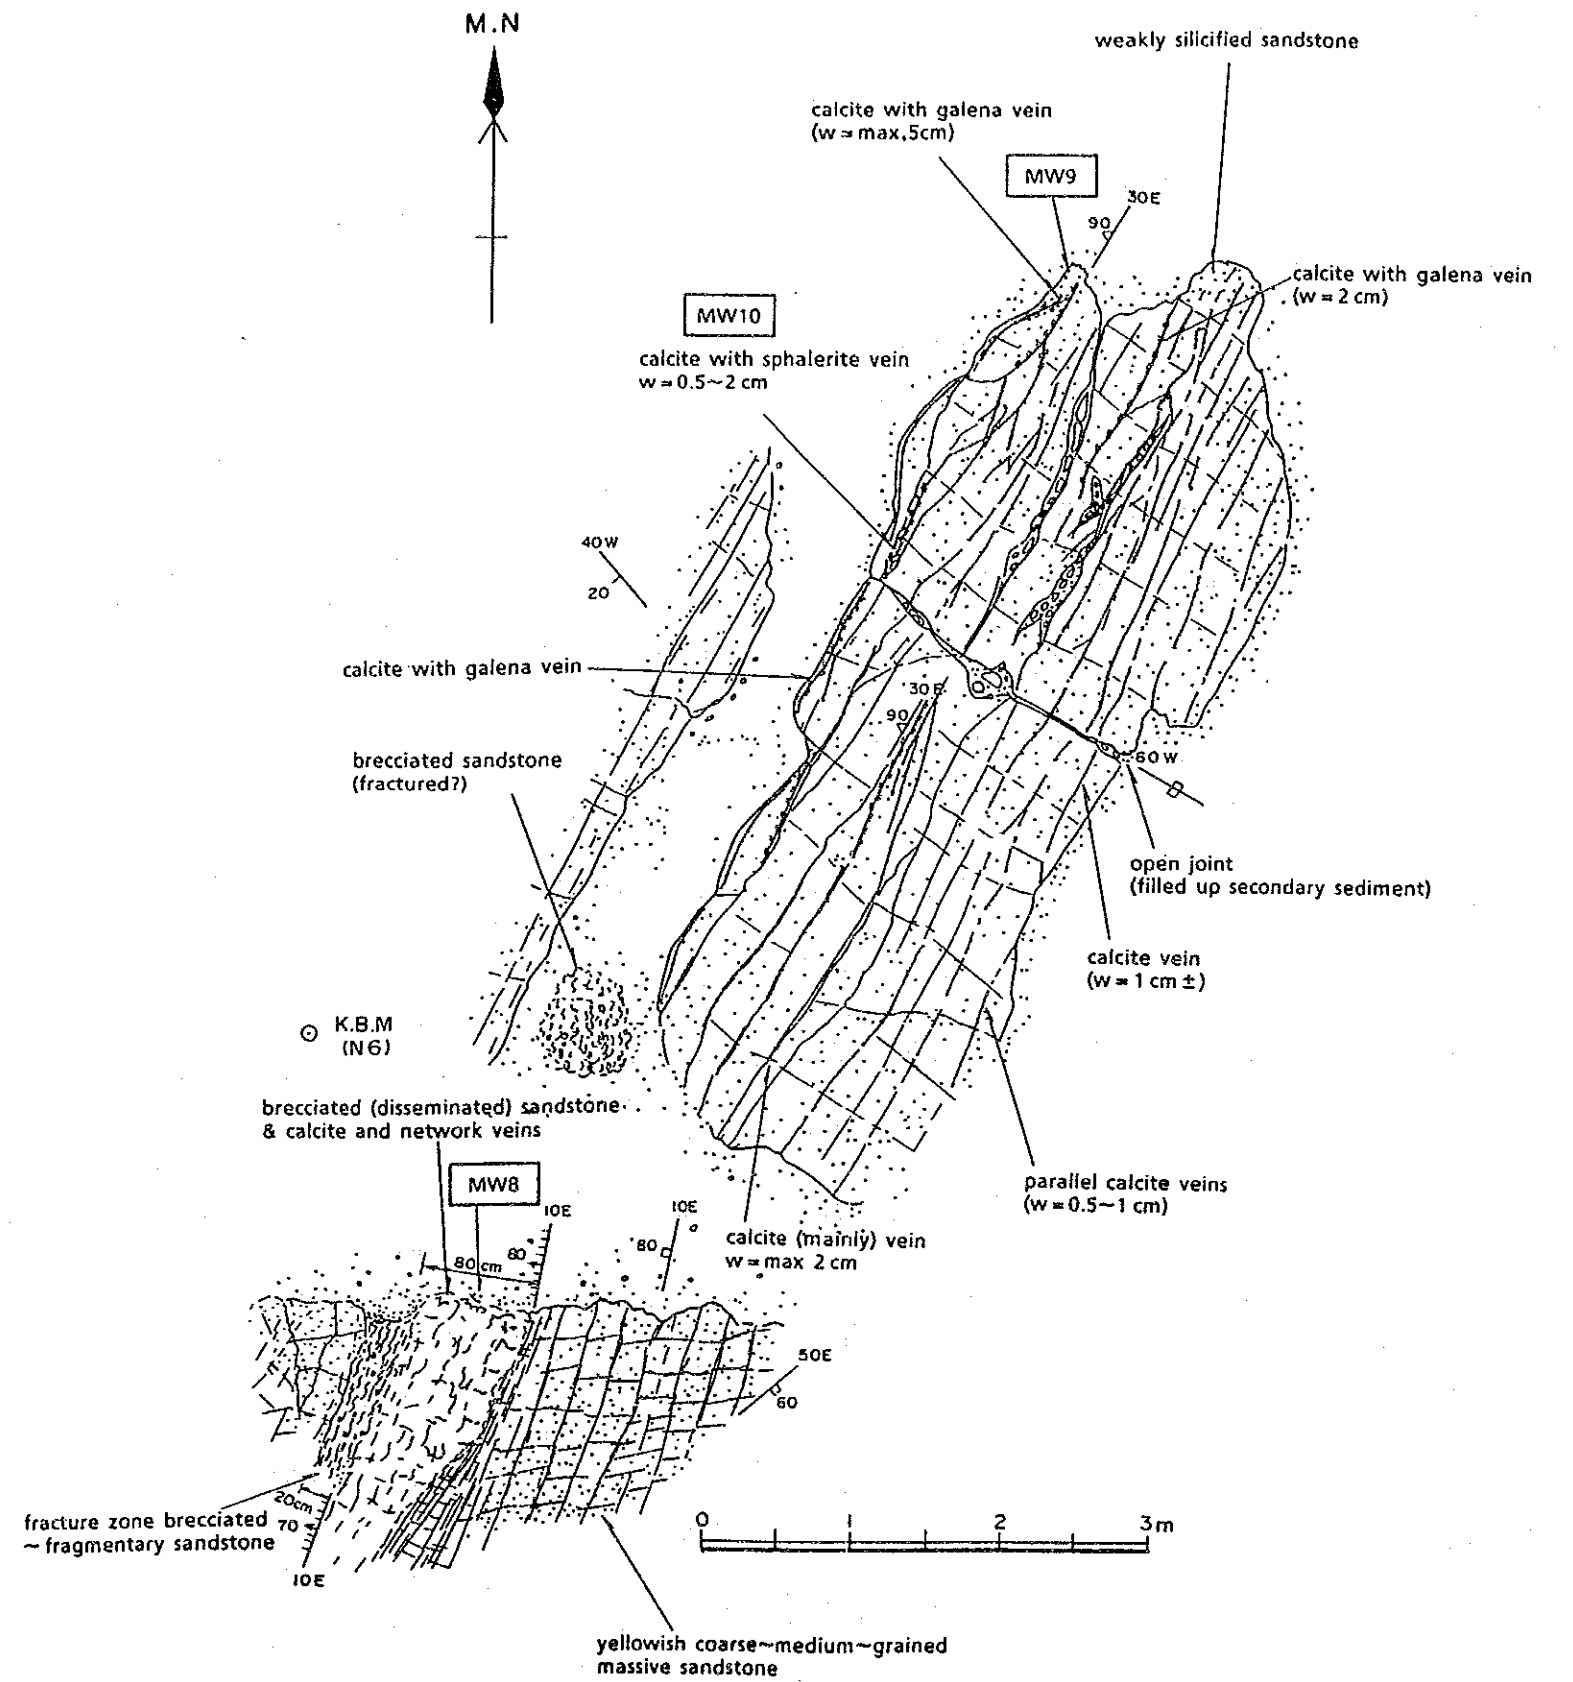 M.N
weakly silicified sandstone
calcite with galena vein
(w = max.5cm)
MW9
30E
90
calcite with galena vein
(w = 2 cm)
MW10
calcite with sphalerite vein
w = 0.5~2 cm
40W
20
calcite with galena vein
30E
90
brecciated sandstone
(fractured?)
60W
open joint
(filled up secondary sediment)
calcite vein
(w = 1 cm ±)
K.B.M
(N6)
brecciated (disseminated) sandstone
& calcite and network veins
MW8
parallel calcite veins
(w = 0.5~1 cm)
10E
10E
calcite (mainly) vein
w = max 2 cm
80
80
80 cm
50E
60
20cm
70
fracture zone brecciated
~ fragmentary sandstone
10E
0 1 2 3m
yellowish coarse~medium~grained
massive sandstone